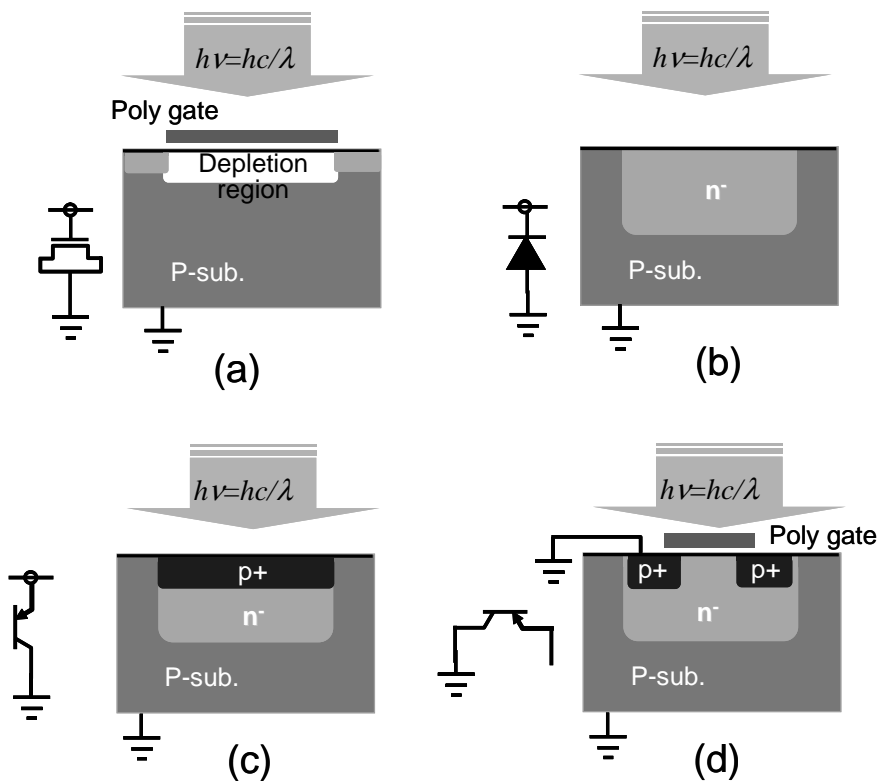 hν=hc/λ
Poly gate
Depletion
region
P-sub.
(a)
hν=hc/λ
n-
P-sub.
(b)
hν=hc/λ
p+
n-
P-sub.
(c)
hν=hc/λ
Poly gate
p+ p+
n-
P-sub.
(d)